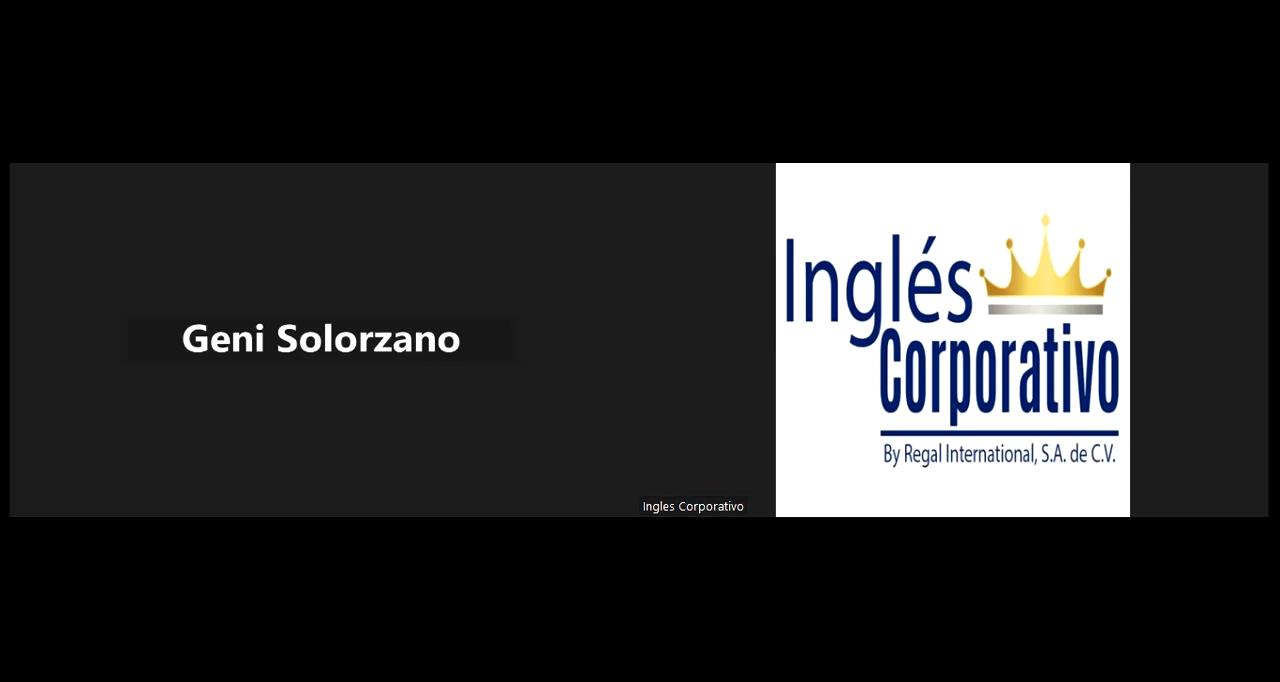 Geni Solorzano
Inglés
Corporativo
By Regal International, S.A. de C.V.
Ingles Corporativo